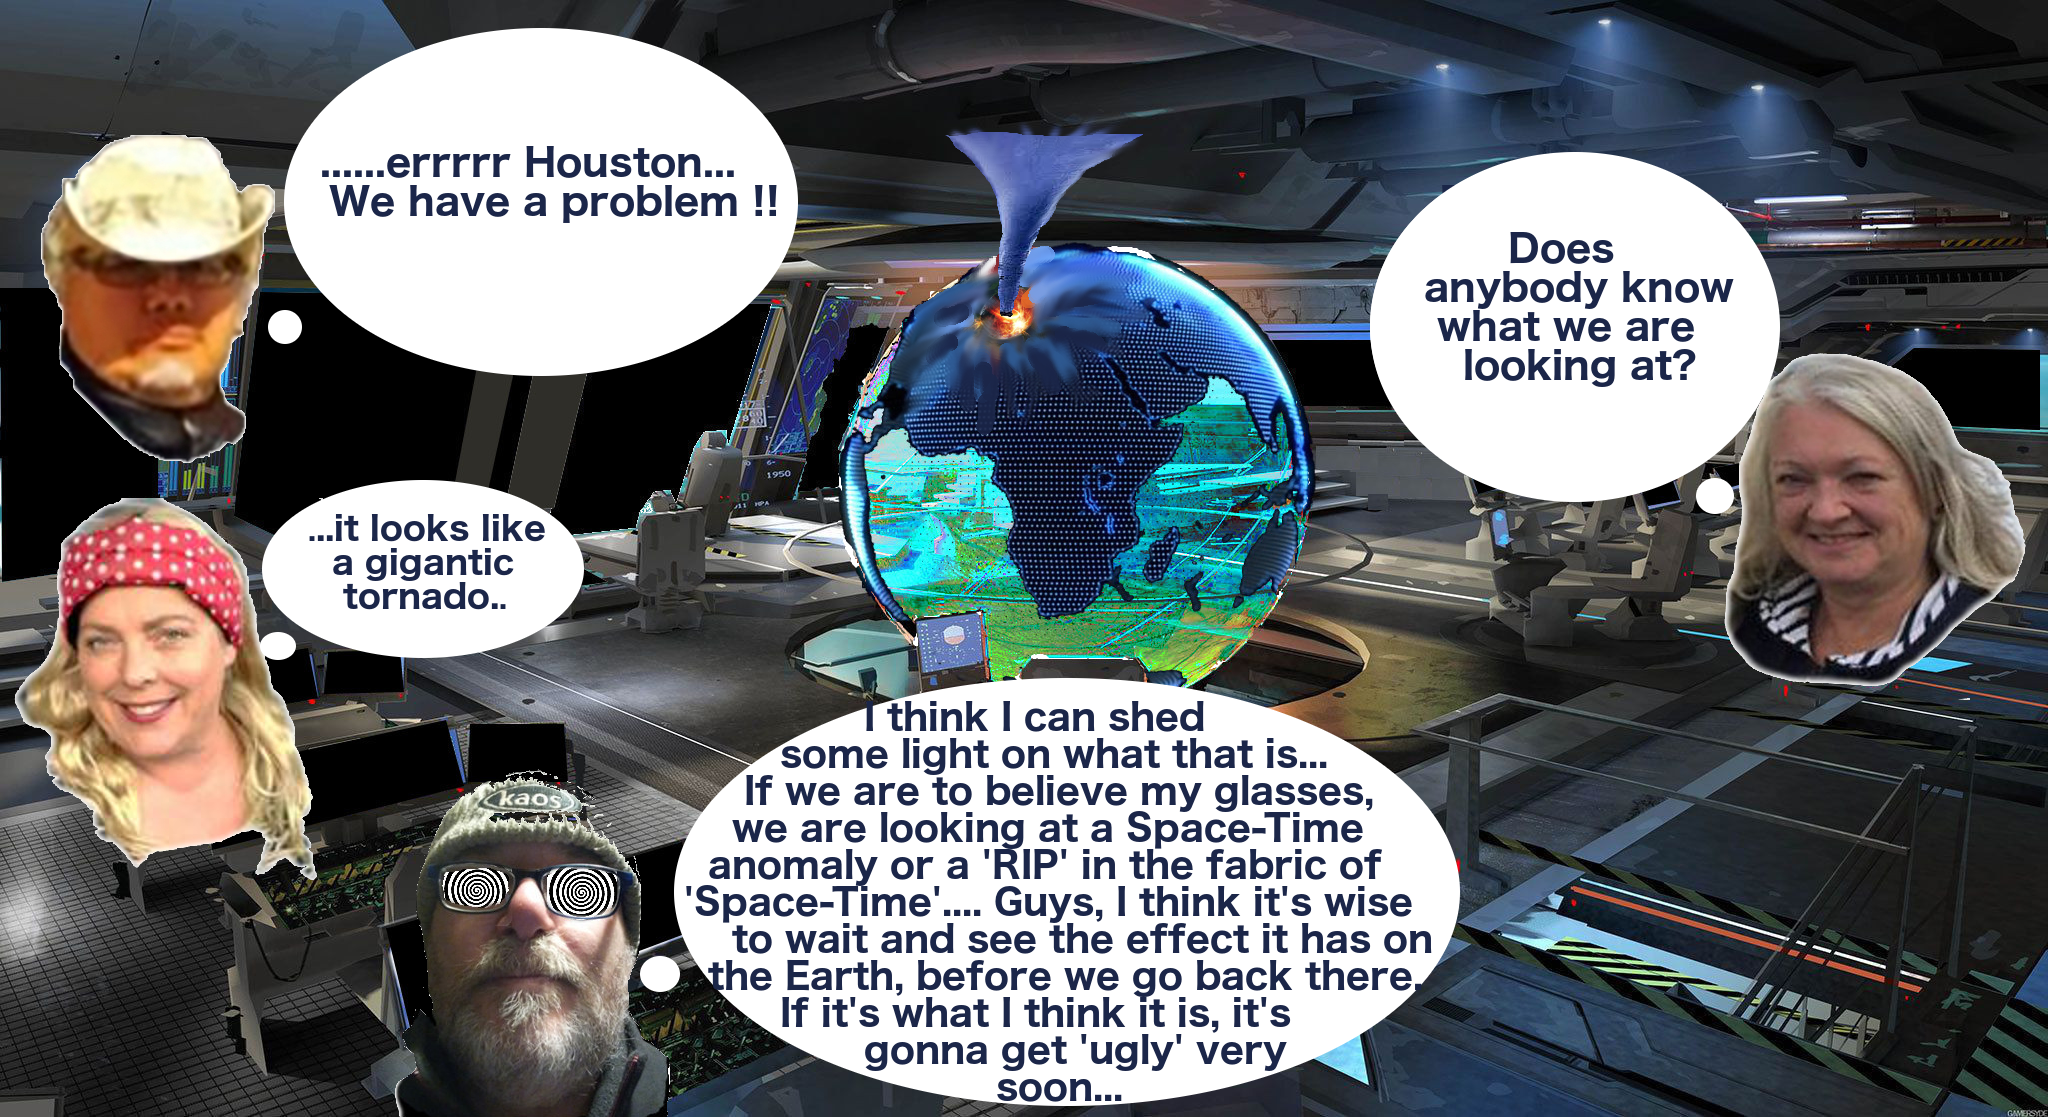 ......errrrr Houston...
We have a problem !!
Does
anybody know
what we are
looking at?
...it looks like
a gigantic
tornado..
I think I can shed
some light on what that is...
If we are to believe my glasses,
we are looking at a Space-Time
anomaly or a 'RIP' in the fabric of
'Space-Time'.... Guys, I think it's wise
to wait and see the effect it has on
the Earth, before we go back there.
If it's what I think it is, it's
gonna get 'ugly' very
soon...
kaos
1950
GAMERSYDE